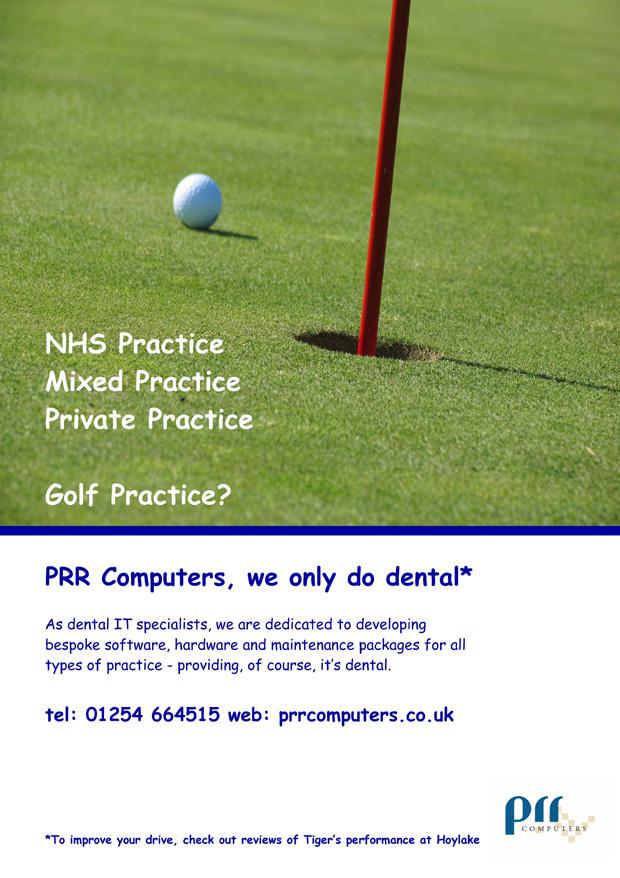 NHS Practice
Mixed Practice
Private Practice
Golf Practice?
PRR Computers, we only do dental*
As dental IT specialists, we are dedicated to developing
bespoke software, hardware and maintenance packages for all
types of practice - providing, of course, it's dental.
tel: 01254 664515 web: prrcomputers.co.uk
prr
COMPUTERS
*To improve your drive, check out reviews of Tiger's performance at Hoylake